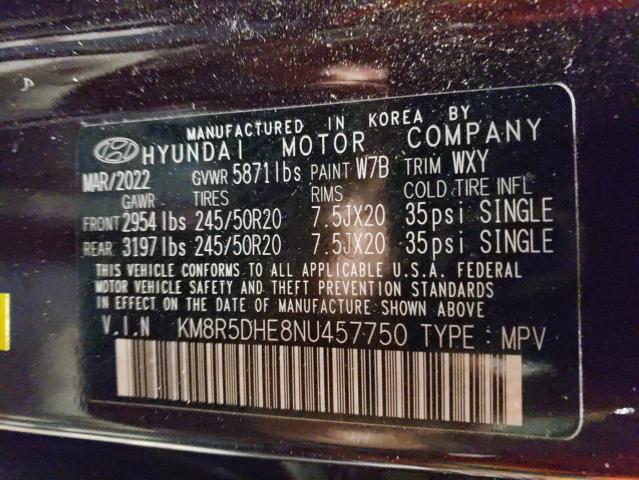 MANUFACTURED IN KOREA BY
HYUNDAI MOTOR COMPANY
MAR/2022 GVWR 5871 lbs PAINT W7B TRIM WXY
GAWR TIRES RIMS COLD TIRE INFL
FRONT 2954 lbs 245/50R20 7.5JX20 35psi SINGLE
REAR 3197 lbs 245/50R20 7.5JX20 35psi SINGLE
THIS VEHICLE CONFORMS TO ALL APPLICABLE U.S.A. FEDERAL
MOTOR VEHICLE SAFETY AND THEFT PREVENTION STANDARDS
IN EFFECT ON THE DATE OF MANUFACTURE SHOWN ABOVE
V.I.N KM8R5DHE8NU457750 TYPE : MPV